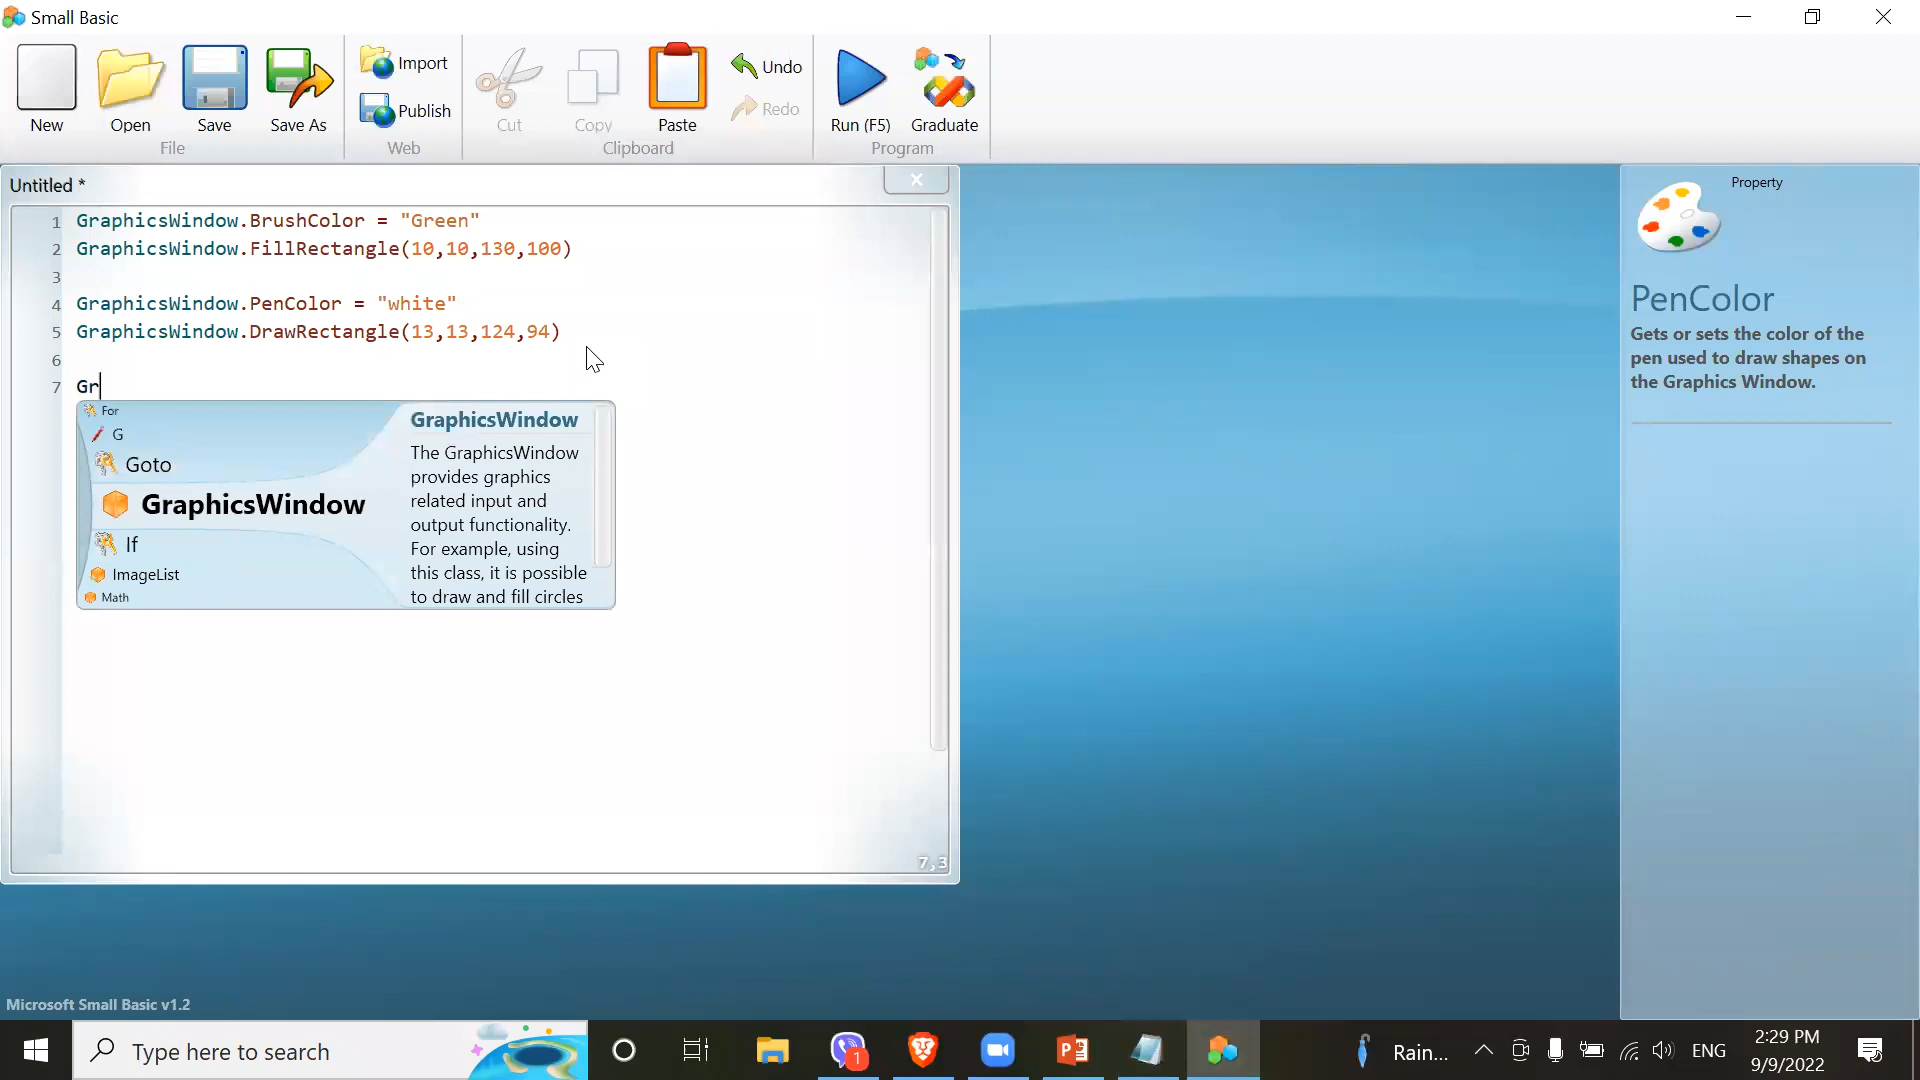 Small Basic
New
Open
Save
Save As
File
Import
Publish
Web
Cut
Copy
Paste
Undo
Redo
Clipboard
Run (F5)
Graduate
Program
Untitled *
1 GraphicsWindow.BrushColor = "Green"
2 GraphicsWindow.FillRectangle(10,10,130,100)
3
4 GraphicsWindow.PenColor = "white"
5 GraphicsWindow.DrawRectangle(13,13,124,94)
6
7 Gr
For
G
Goto
GraphicsWindow
If
ImageList
Math
GraphicsWindow
The GraphicsWindow
provides graphics
related input and
output functionality.
For example, using
this class, it is possible
to draw and fill circles
7,3
Property
PenColor
Gets or sets the color of the
pen used to draw shapes on
the Graphics Window.
Microsoft Small Basic v1.2
Type here to search
1
Rain...
ENG
2:29 PM
9/9/2022